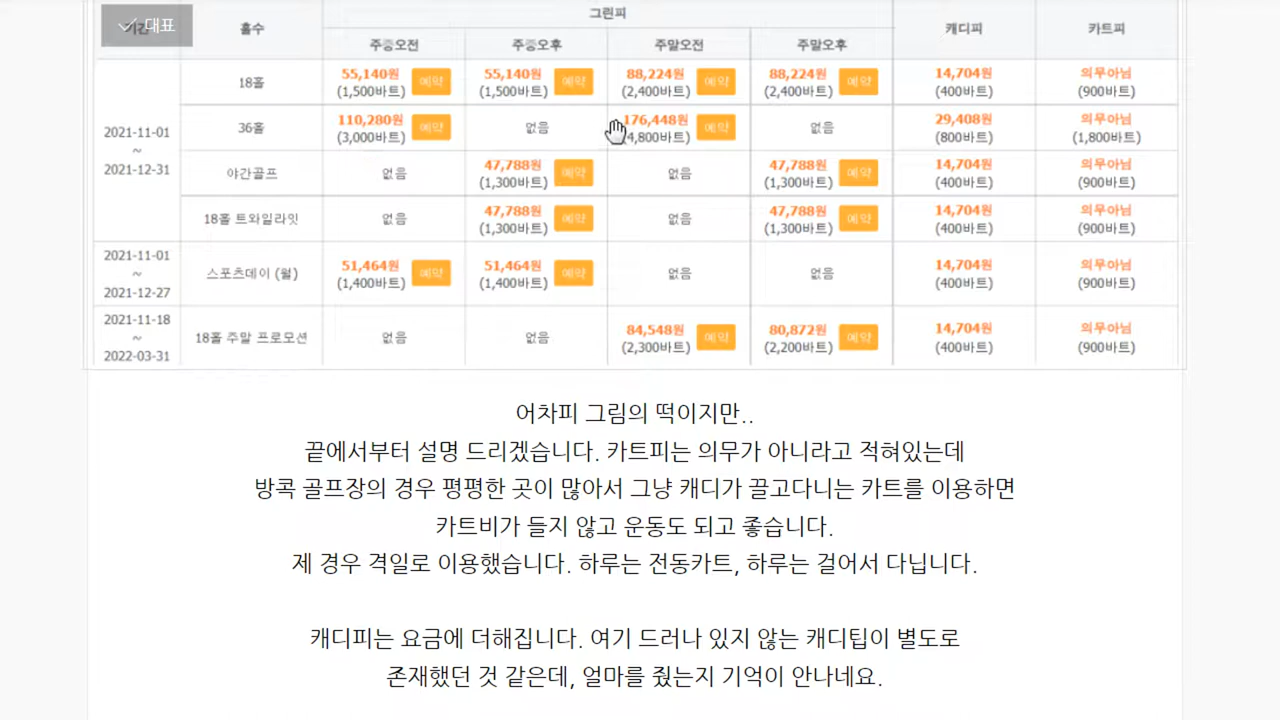 대표
기간 홀수 그린피 캐디피 카트피
주중오전 주중오후 주말오전 주말오후
2021-11-01 ~ 2021-12-31
18홀 55,140원 (1,500바트) 예약 55,140원 (1,500바트) 예약 88,224원 (2,400바트) 예약 88,224원 (2,400바트) 예약 14,704원 (400바트) 의무아님 (900바트)
36홀 110,280원 (3,000바트) 예약 없음 176,448원 (4,800바트) 예약 없음 29,408원 (800바트) 의무아님 (1,800바트)
야간골프 없음 47,788원 (1,300바트) 예약 없음 47,788원 (1,300바트) 예약 14,704원 (400바트) 의무아님 (900바트)
18홀 트와일라잇 없음 47,788원 (1,300바트) 예약 없음 47,788원 (1,300바트) 예약 14,704원 (400바트) 의무아님 (900바트)
2021-11-01 ~ 2021-12-27 스포츠데이 (월) 51,464원 (1,400바트) 예약 51,464원 (1,400바트) 예약 없음 없음 14,704원 (400바트) 의무아님 (900바트)
2021-11-18 ~ 2022-03-31 18홀 주말 프로모션 없음 없음 84,548원 (2,300바트) 예약 80,872원 (2,200바트) 예약 14,704원 (400바트) 의무아님 (900바트)
어차피 그림의 떡이지만..
끝에서부터 설명 드리겠습니다. 카트피는 의무가 아니라고 적혀있는데
방콕 골프장의 경우 평평한 곳이 많아서 그냥 캐디가 끌고다니는 카트를 이용하면
카트비가 들지 않고 운동도 되고 좋습니다.
제 경우 격일로 이용했습니다. 하루는 전동카트, 하루는 걸어서 다닙니다.
캐디피는 요금에 더해집니다. 여기 드러나 있지 않는 캐디팁이 별도로
존재했던 것 같은데, 얼마를 줬는지 기억이 안나네요.